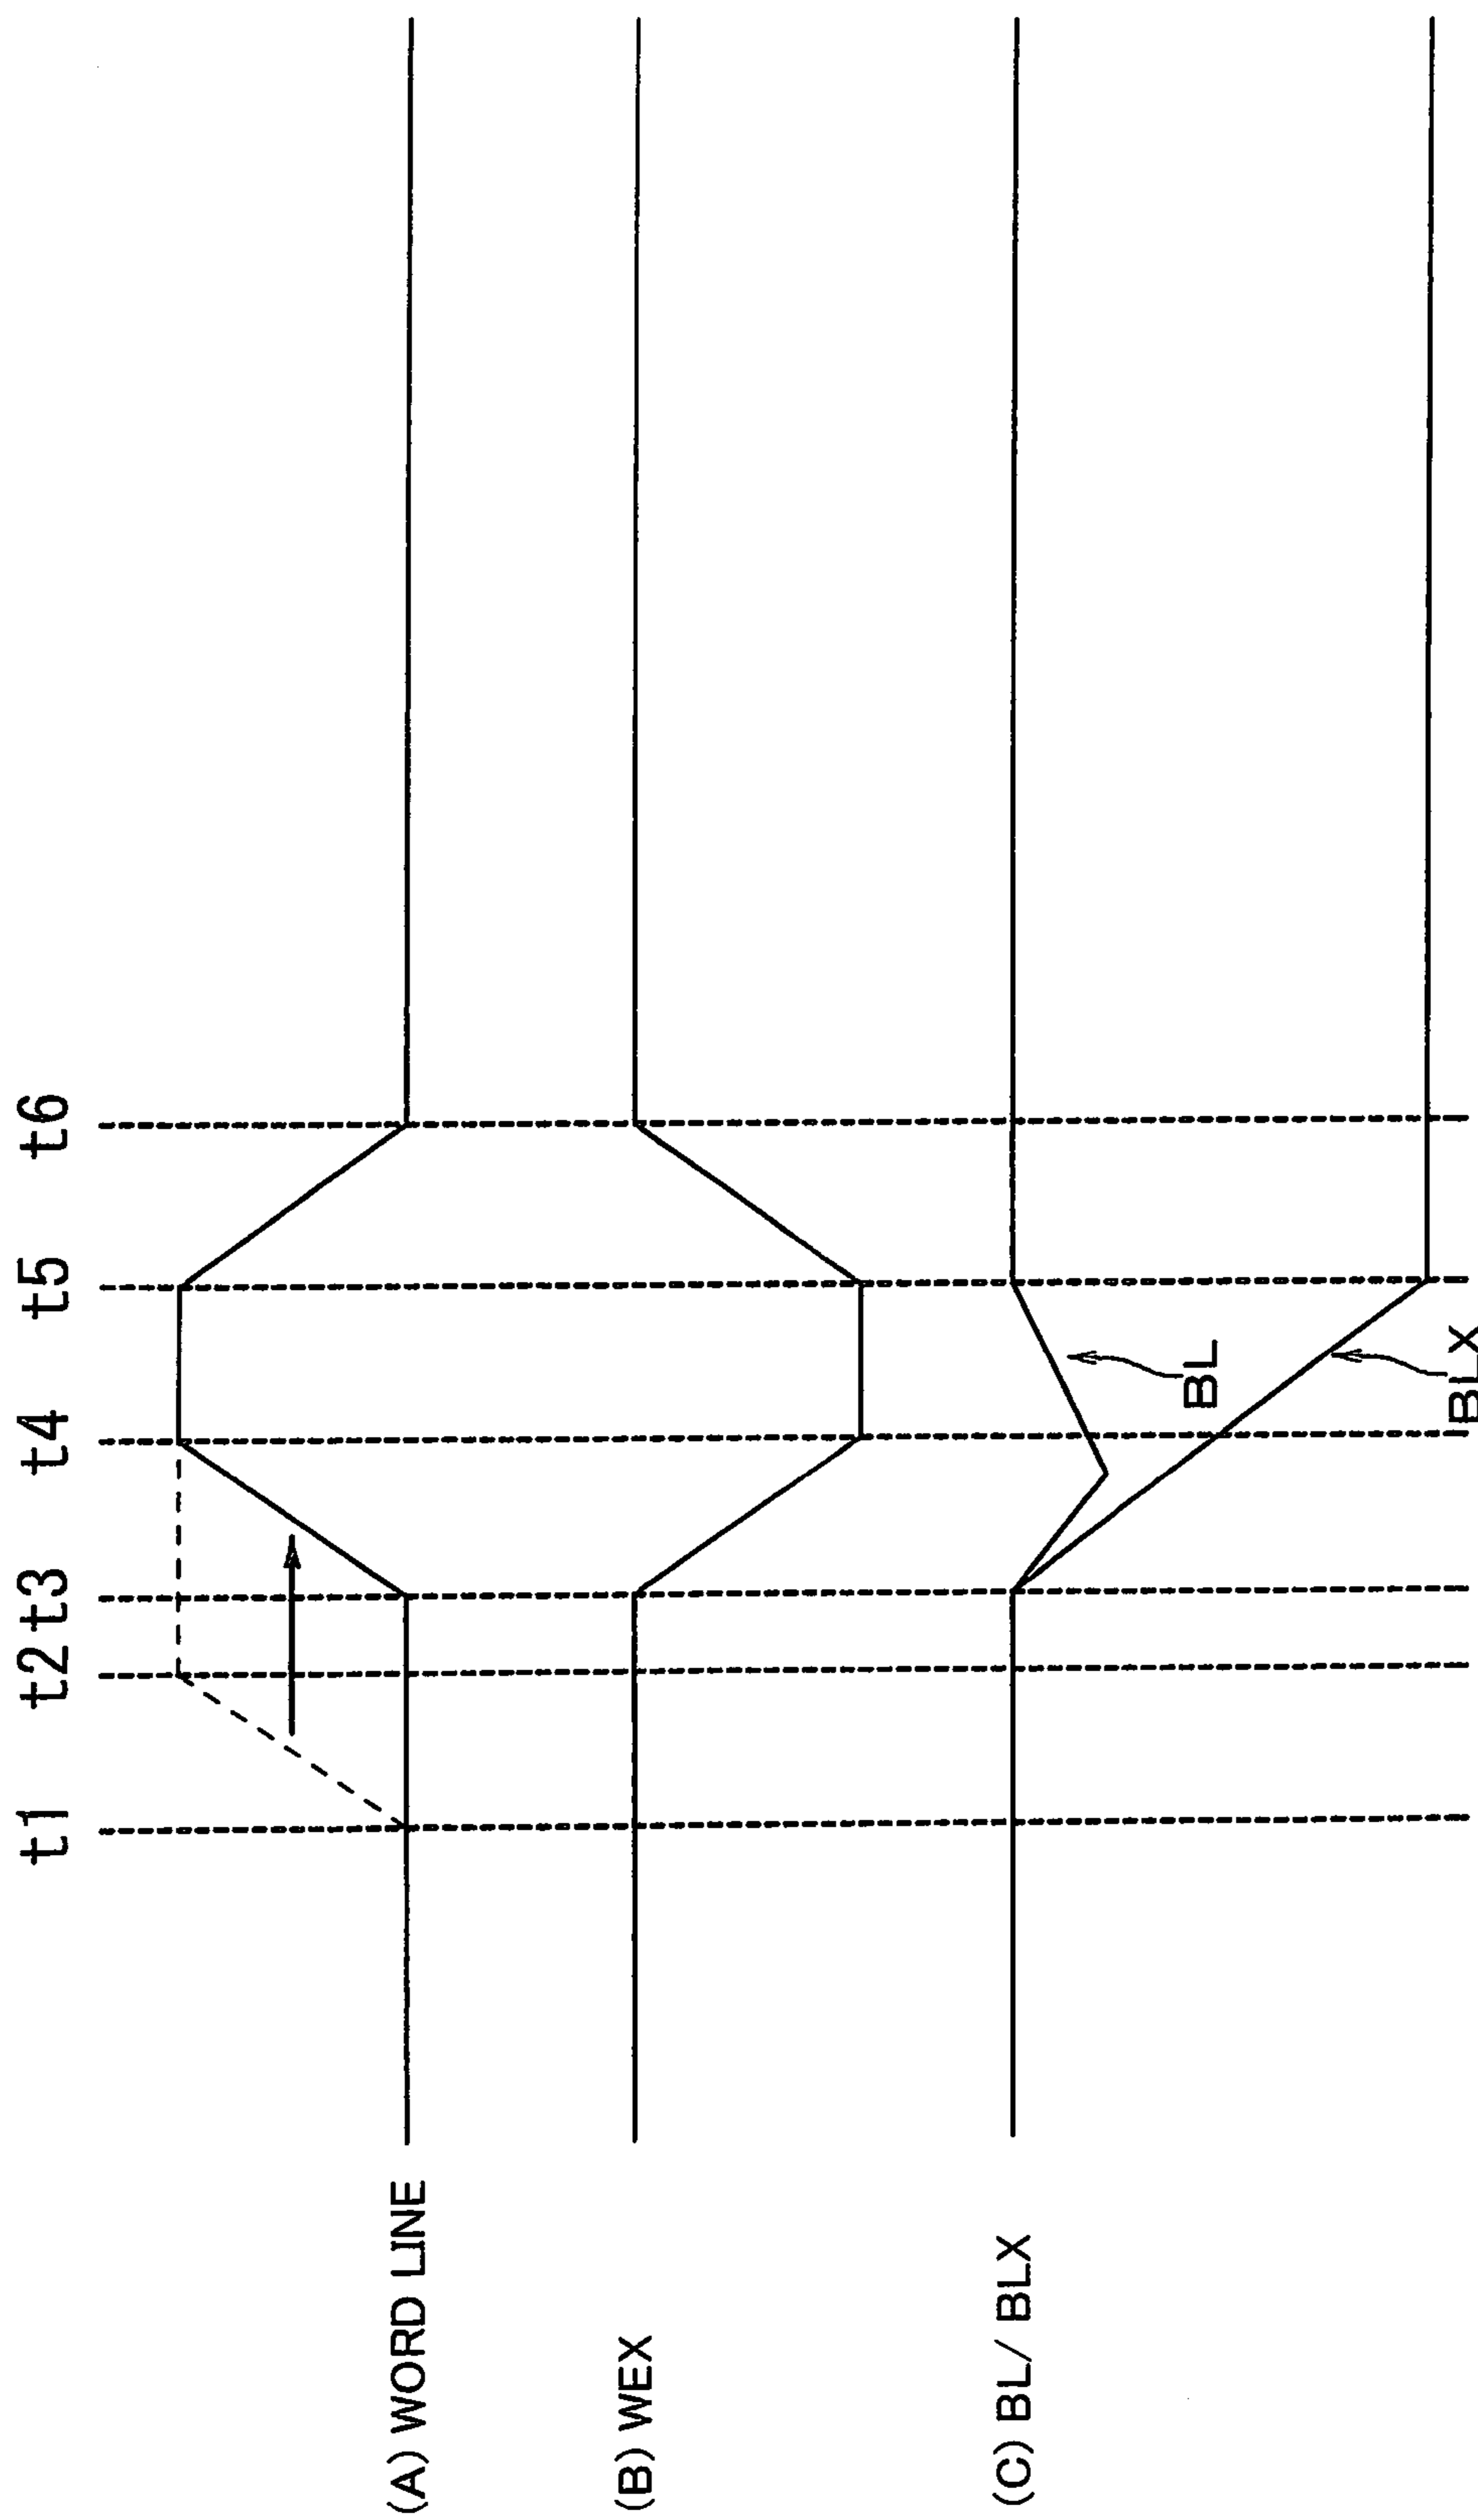 t1 t2 t3 t4 t5 t6
(A) WORD LINE
(B) WEX
(C) BL/ BLX
BL
BLX